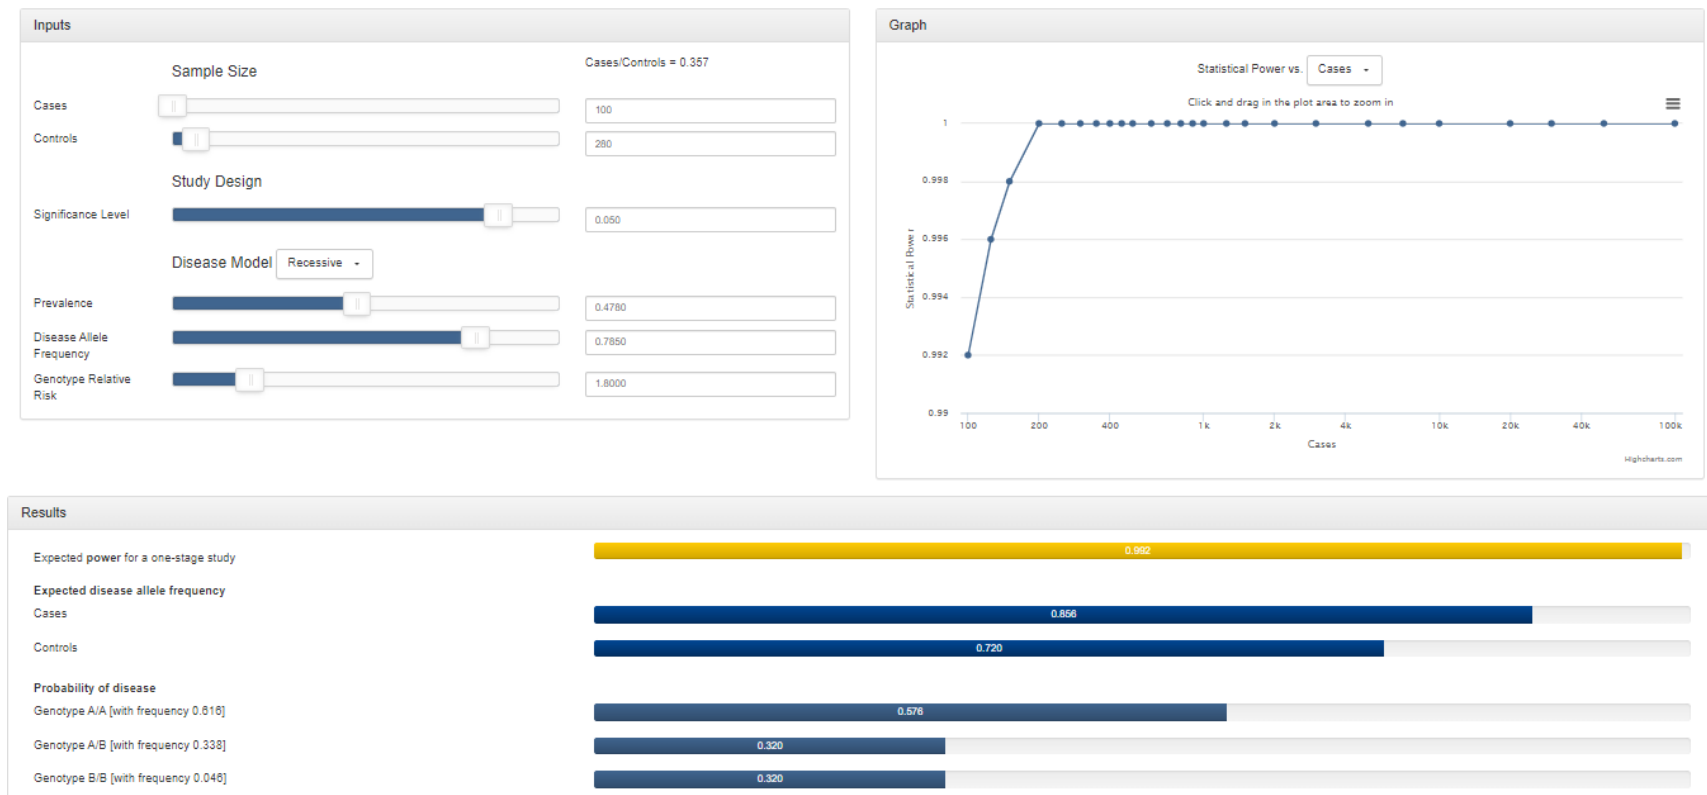 Inputs
Sample Size
Cases/Controls = 0.357
Cases
100
Controls
280
Study Design
Significance Level
0.050
Disease Model Recessive
Prevalence
0.4780
Disease Allele
Frequency
0.7850
Genotype Relative
Risk
1.8000
Graph
Statistical Power vs. Cases
Click and drag in the plot area to zoom in
Statistical Power
1
0.998
0.996
0.994
0.992
0.99
100 200 400 1k 2k 4k 10k 20k 40k 100k
Cases
Highcharts.com
Results
Expected power for a one-stage study
0.992
Expected disease allele frequency
Cases
0.856
Controls
0.720
Probability of disease
Genotype A/A [with frequency 0.616]
0.576
Genotype A/B [with frequency 0.338]
0.320
Genotype B/B [with frequency 0.046]
0.320